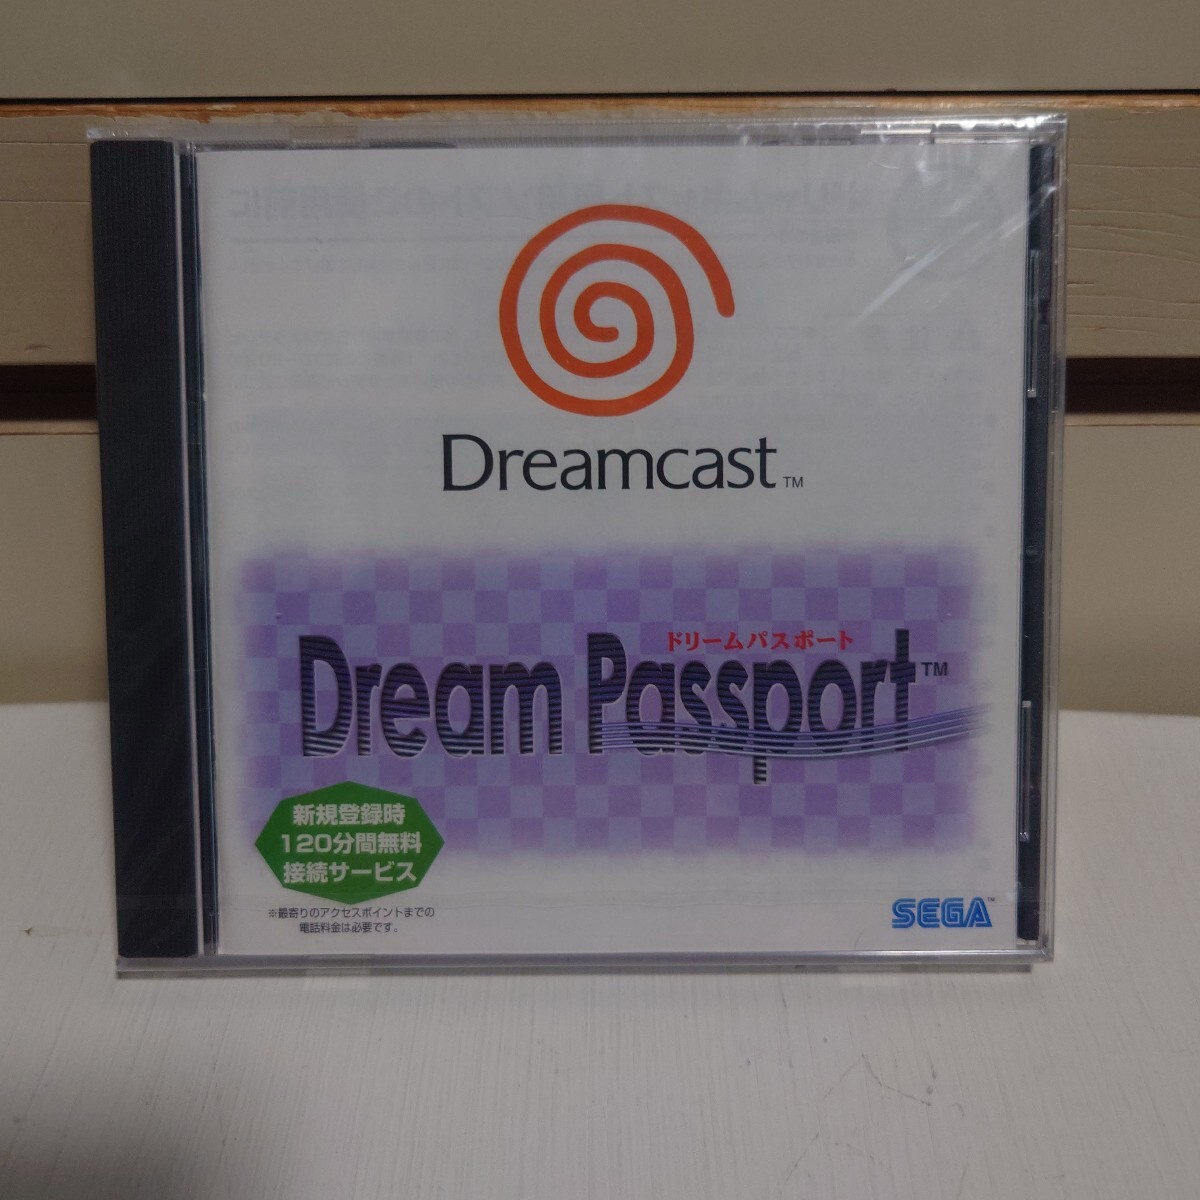 Dreamcast™
ドリームパスポート
Dream Passport™
新規登録時
120分間無料
接続サービス
※最寄りのアクセスポイントまでの
電話料金は必要です。
SEGA™